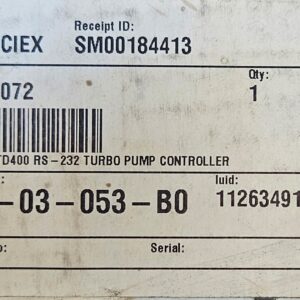 CIEX
Receipt ID:
SM00184413
072
Qty:
1
TD400 RS-232 TURBO PUMP CONTROLLER
-03-053-B0
Iuid:
11263491
o:
Serial: